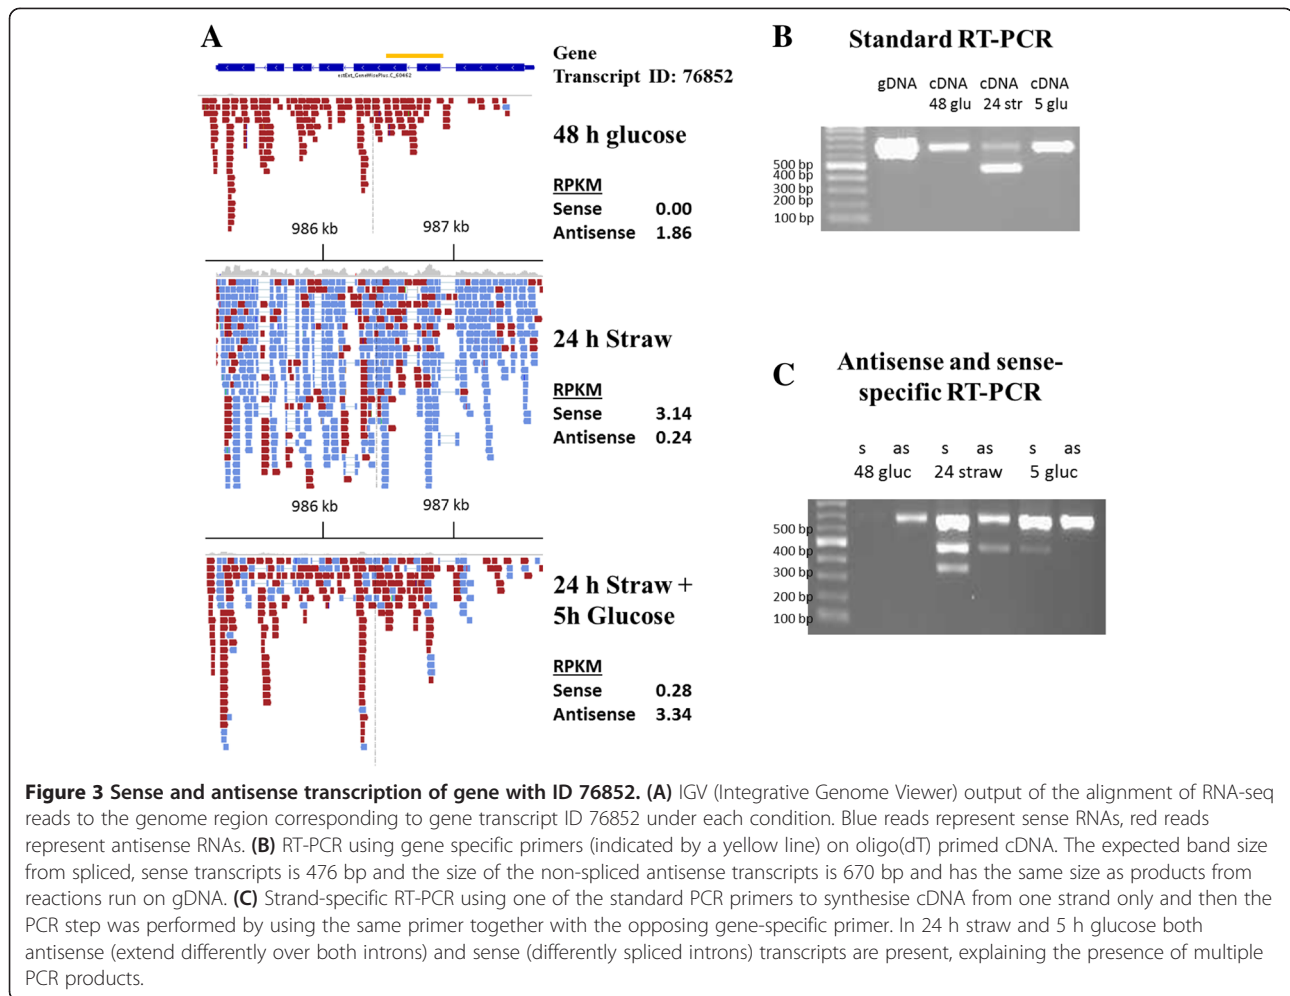 A
Gene
Transcript ID: 76852
estExt_GeneWisePlus.C_60462
48 h glucose
RPKM
Sense 0.00
Antisense 1.86
986 kb 987 kb
24 h Straw
RPKM
Sense 3.14
Antisense 0.24
986 kb 987 kb
24 h Straw +
5h Glucose
RPKM
Sense 0.28
Antisense 3.34
B
Standard RT-PCR
gDNA cDNA cDNA cDNA
48 glu 24 str 5 glu
500 bp
400 bp
300 bp
200 bp
100 bp
C
Antisense and sense-
specific RT-PCR
s as s as s as
48 gluc 24 straw 5 gluc
500 bp
400 bp
300 bp
200 bp
100 bp
Figure 3 Sense and antisense transcription of gene with ID 76852. (A) IGV (Integrative Genome Viewer) output of the alignment of RNA-seq
reads to the genome region corresponding to gene transcript ID 76852 under each condition. Blue reads represent sense RNAs, red reads
represent antisense RNAs. (B) RT-PCR using gene specific primers (indicated by a yellow line) on oligo(dT) primed cDNA. The expected band size
from spliced, sense transcripts is 476 bp and the size of the non-spliced antisense transcripts is 670 bp and has the same size as products from
reactions run on gDNA. (C) Strand-specific RT-PCR using one of the standard PCR primers to synthesise cDNA from one strand only and then the
PCR step was performed by using the same primer together with the opposing gene-specific primer. In 24 h straw and 5 h glucose both
antisense (extend differently over both introns) and sense (differently spliced introns) transcripts are present, explaining the presence of multiple
PCR products.